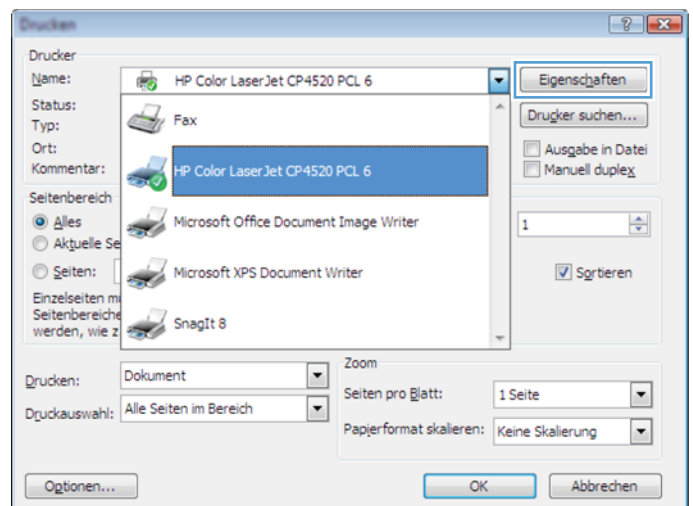 Drucken
Drucker
Name: HP Color LaserJet CP4520 PCL 6 Eigenschaften
Status:
Fax Drucker suchen...
Typ:
Ort: Ausgabe in Datei
Kommentar: HP Color LaserJet CP4520 PCL 6 Manuell duplex
Seitenbereich
Alles Microsoft Office Document Image Writer 1
Aktuelle Se
Seiten: Microsoft XPS Document Writer Sortieren
Einzelseiten m
Seitenbereiche
werden, wie z SnagIt 8
Zoom
Drucken: Dokument Seiten pro Blatt: 1 Seite
Druckauswahl: Alle Seiten im Bereich Papierformat skalieren: Keine Skalierung
Optionen... OK Abbrechen